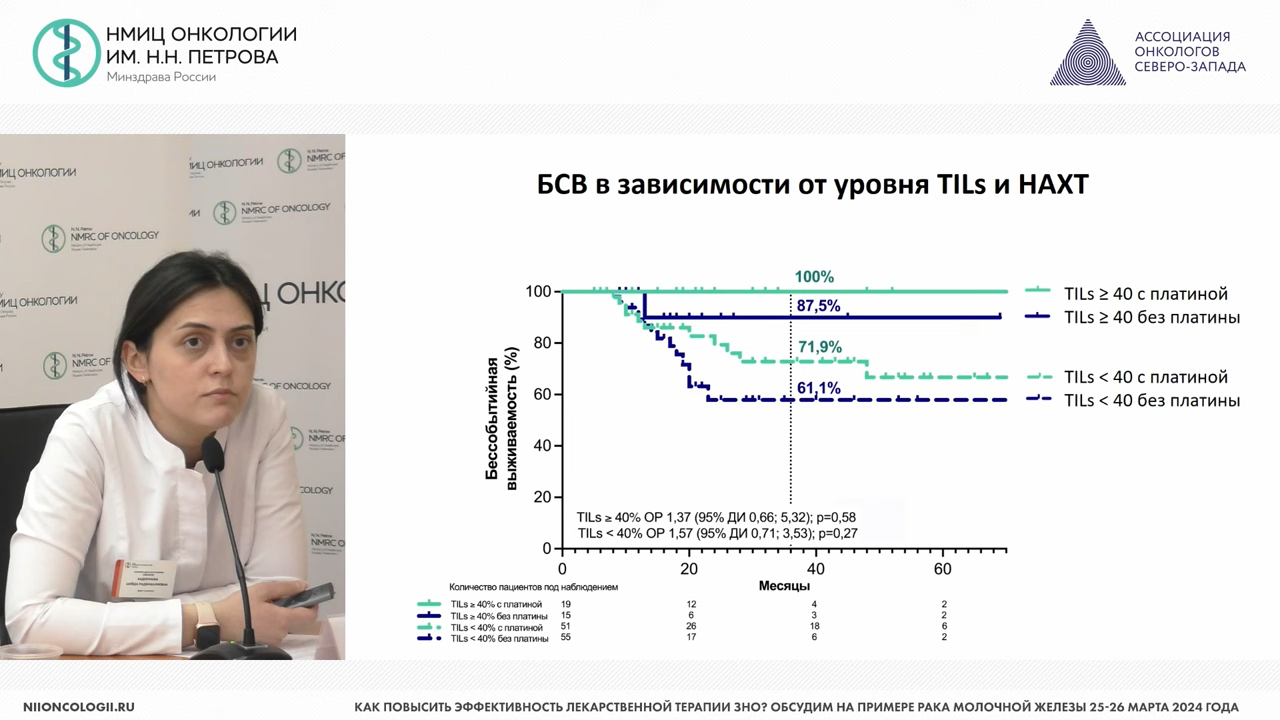 НМИЦ ОНКОЛОГИИ
ИМ. Н.Н. ПЕТРОВА
Минздрава России
АССОЦИАЦИЯ
ОНКОЛОГОВ
СЕВЕРО-ЗАПАДА
NMRC OF ONCOLOGY
БСВ в зависимости от уровня TILs и НАХТ
Бессобытийная
выживаемость (%)
100
80
60
40
20
0
100%
87,5%
71,9%
61,1%
TILs ≥ 40 с платиной
TILs ≥ 40 без платины
TILs < 40 с платиной
TILs < 40 без платины
TILs ≥ 40% ОР 1,37 (95% ДИ 0,66; 5,32); p=0,58
TILs < 40% ОР 1,57 (95% ДИ 0,71; 3,53); p=0,27
0 20 40 60
Месяцы
Количество пациентов под наблюдением
TILs ≥ 40% с платиной 19 12 4 2
TILs ≥ 40% без платины 15 6 3 2
TILs < 40% с платиной 51 26 18 6
TILs < 40% без платины 55 17 6 2
NIIONCOLOGII.RU
КАК ПОВЫСИТЬ ЭФФЕКТИВНОСТЬ ЛЕКАРСТВЕННОЙ ТЕРАПИИ ЗНО? ОБСУДИМ НА ПРИМЕРЕ РАКА МОЛОЧНОЙ ЖЕЛЕЗЫ 25-26 МАРТА 2024 ГОДА